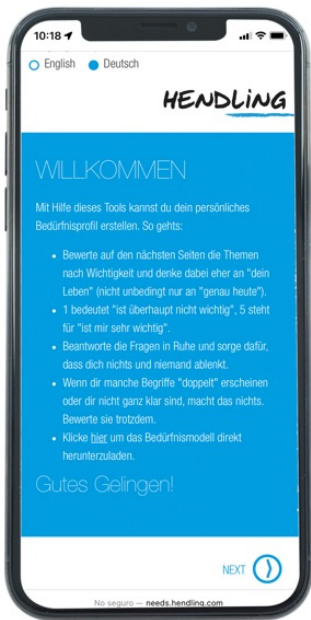 10:18
English Deutsch
HENDLING
WILLKOMMEN
Mit Hilfe dieses Tools kannst du dein persönliches
Bedürfnisprofil erstellen. So gehts:
• Bewerte auf den nächsten Seiten die Themen
nach Wichtigkeit und denke dabei eher an "dein
Leben" (nicht unbedingt nur an "genau heute").
• 1 bedeutet "ist überhaupt nicht wichtig", 5 steht
für "ist mir sehr wichtig".
• Beantworte die Fragen in Ruhe und sorge dafür,
dass dich nichts und niemand ablenkt.
• Wenn dir manche Begriffe "doppelt" erscheinen
oder dir nicht ganz klar sind, macht das nichts.
Bewerte sie trotzdem.
• Klicke hier um das Bedürfnismodell direkt
herunterzuladen.
Gutes Gelingen!
NEXT
No seguro — needs.hendling.com